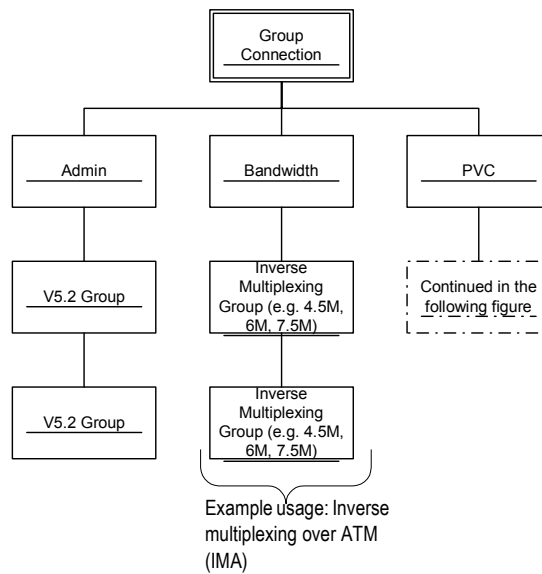 Group
Connection
Admin
Bandwidth
PVC
V5.2 Group
Inverse
Multiplexing
Group (e.g. 4.5M,
6M, 7.5M)
Continued in the
following figure
V5.2 Group
Inverse
Multiplexing
Group (e.g. 4.5M,
6M, 7.5M)
Example usage: Inverse
multiplexing over ATM
(IMA)